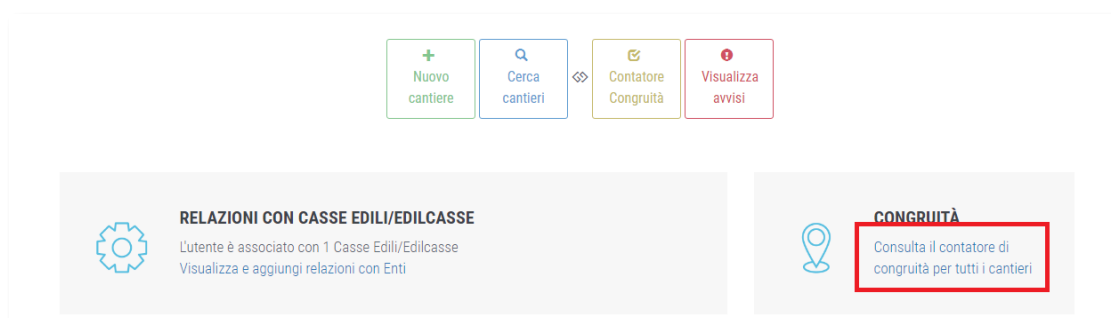 Nuovo
cantiere
Cerca
cantieri
Contatore
Congruità
Visualizza
avvisi
RELAZIONI CON CASSE EDILI/EDILCASSE
L'utente è associato con 1 Casse Edili/Edilcasse
Visualizza e aggiungi relazioni con Enti
CONGRUITÀ
Consulta il contatore di
congruità per tutti i cantieri